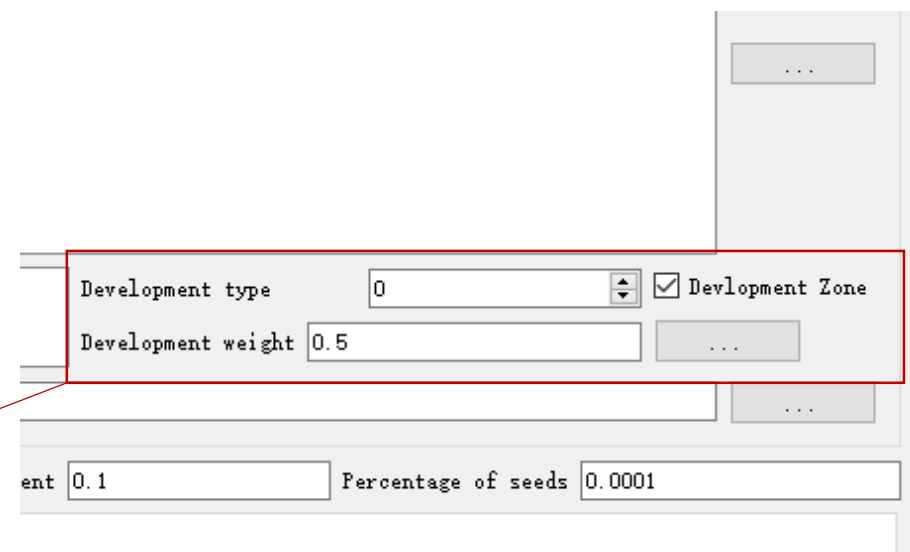 ...
Development type 0 Devlopment Zone
Development weight 0.5 ...
...
ent 0.1 Percentage of seeds 0.0001